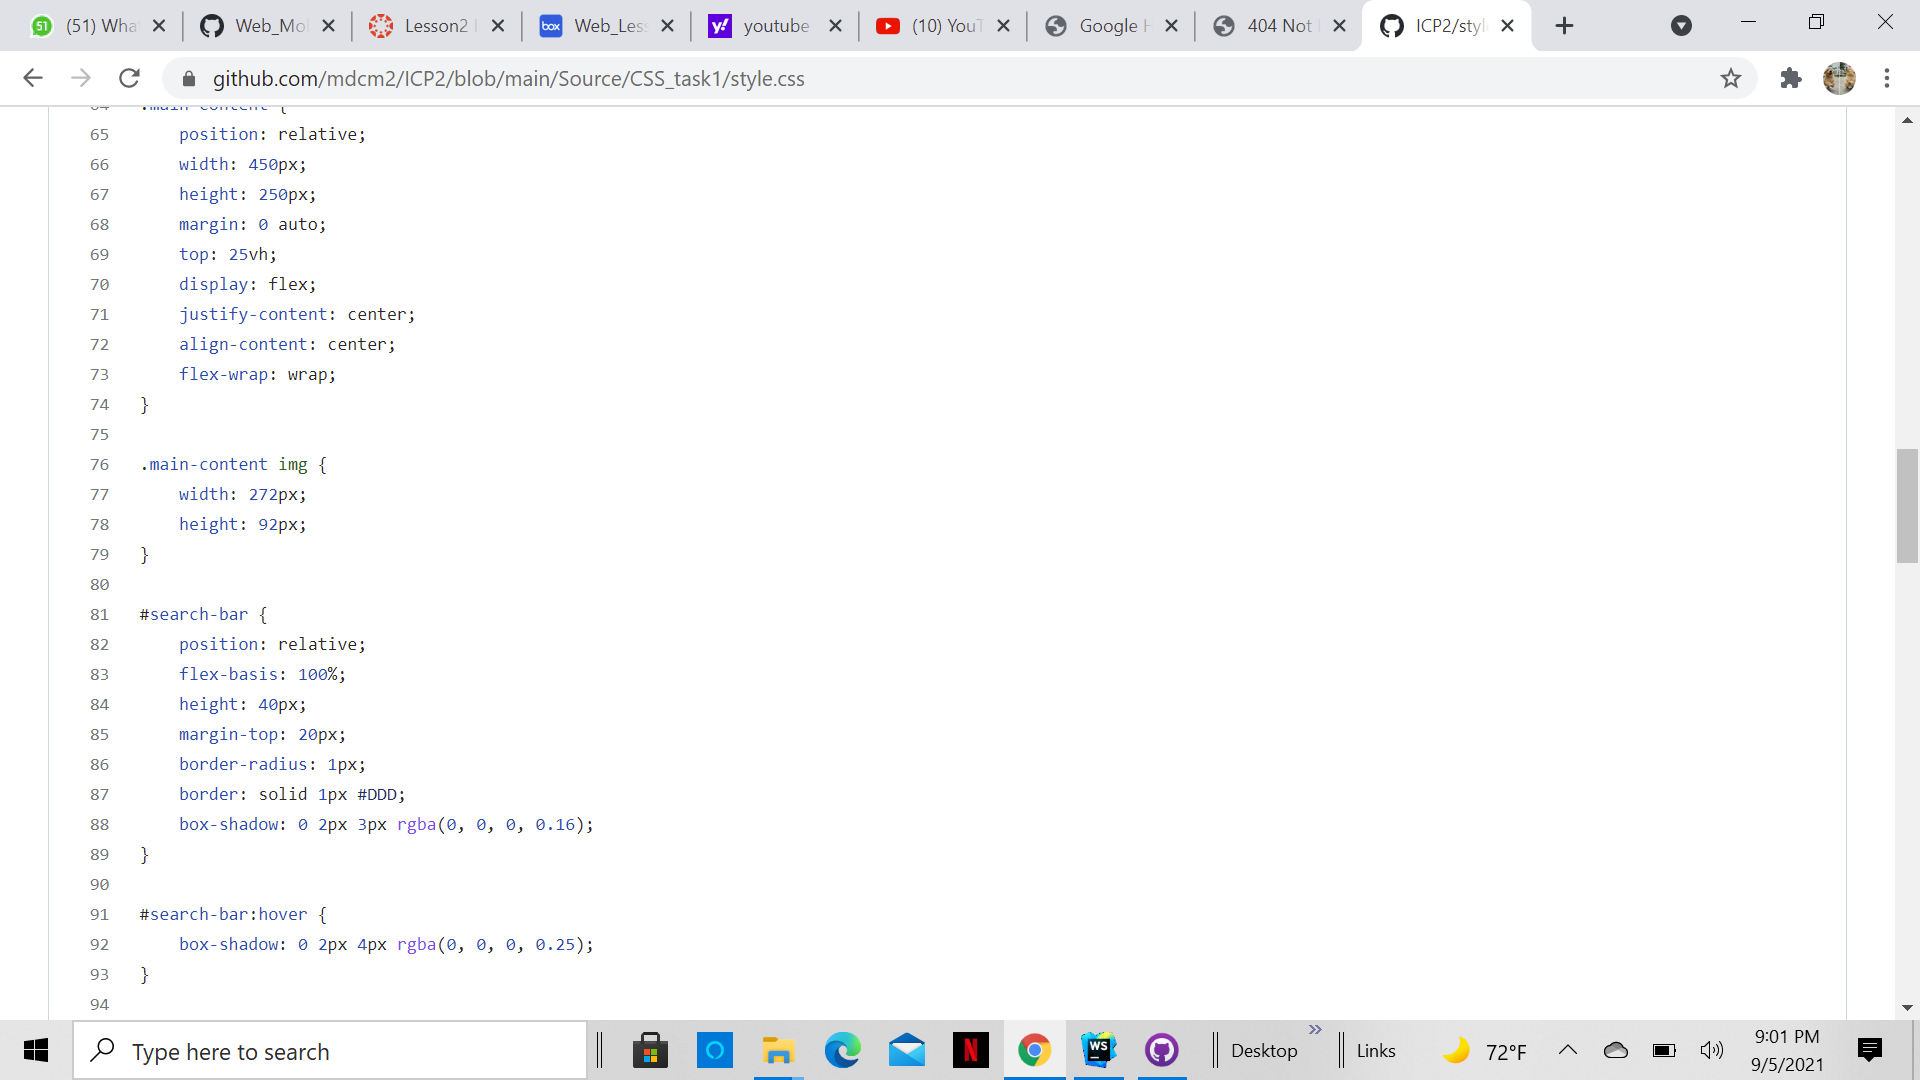 51 (51) Wha Web_Mo Lesson2 box Web_Les y! youtube (10) YouT Google H 404 Not ICP2/styl
github.com/mdcm2/ICP2/blob/main/Source/CSS_task1/style.css
64 .main-content {
65 position: relative;
66 width: 450px;
67 height: 250px;
68 margin: 0 auto;
69 top: 25vh;
70 display: flex;
71 justify-content: center;
72 align-content: center;
73 flex-wrap: wrap;
74 }
75
76 .main-content img {
77 width: 272px;
78 height: 92px;
79 }
80
81 #search-bar {
82 position: relative;
83 flex-basis: 100%;
84 height: 40px;
85 margin-top: 20px;
86 border-radius: 1px;
87 border: solid 1px #DDD;
88 box-shadow: 0 2px 3px rgba(0, 0, 0, 0.16);
89 }
90
91 #search-bar:hover {
92 box-shadow: 0 2px 4px rgba(0, 0, 0, 0.25);
93 }
94
Type here to search N WS Desktop » Links 72°F 9:01 PM
9/5/2021